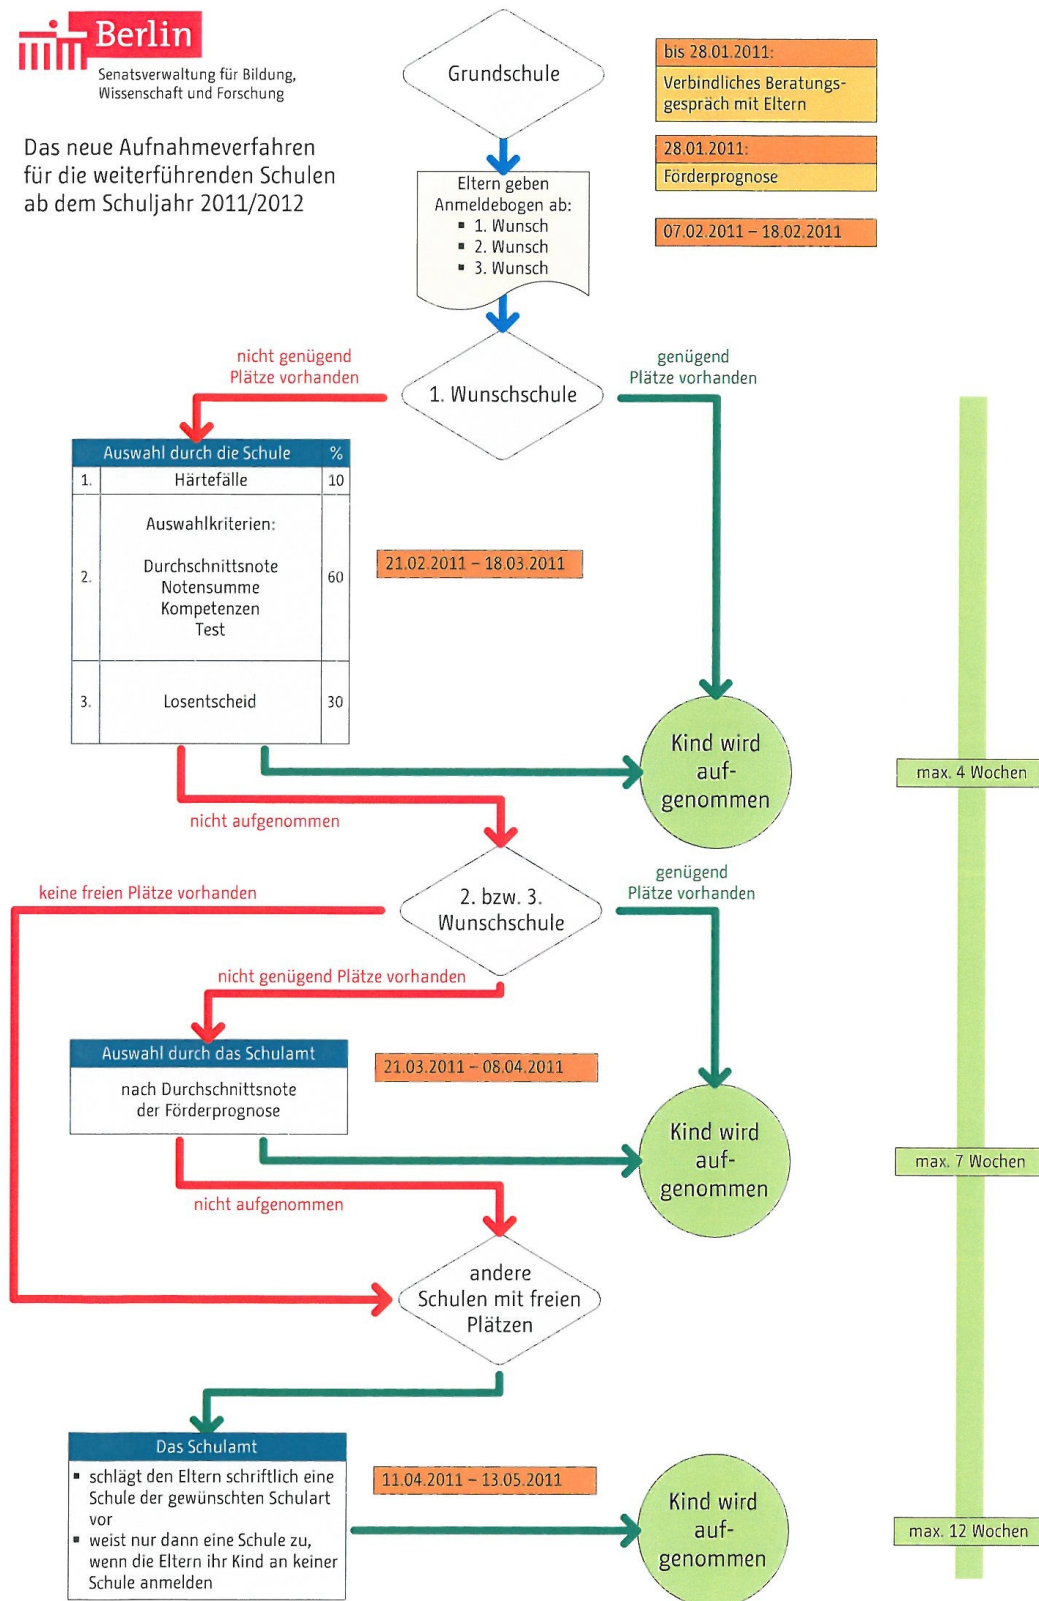 Berlin
Senatsverwaltung für Bildung,
Wissenschaft und Forschung
Das neue Aufnahmeverfahren
für die weiterführenden Schulen
ab dem Schuljahr 2011/2012
Grundschule
bis 28.01.2011:
Verbindliches Beratungs-
gespräch mit Eltern
28.01.2011:
Förderprognose
07.02.2011 – 18.02.2011
Eltern geben
Anmeldebogen ab:
▪ 1. Wunsch
▪ 2. Wunsch
▪ 3. Wunsch
nicht genügend
Plätze vorhanden
1. Wunschschule
genügend
Plätze vorhanden
Auswahl durch die Schule %
1. Härtefälle 10
Auswahlkriterien:
Durchschnittsnote
2. Notensumme 60
Kompetenzen
Test
3. Losentscheid 30
21.02.2011 – 18.03.2011
Kind wird
auf-
genommen
max. 4 Wochen
nicht aufgenommen
keine freien Plätze vorhanden
2. bzw. 3.
Wunschschule
genügend
Plätze vorhanden
nicht genügend Plätze vorhanden
Auswahl durch das Schulamt
nach Durchschnittsnote
der Förderprognose
21.03.2011 – 08.04.2011
Kind wird
auf-
genommen
max. 7 Wochen
nicht aufgenommen
andere
Schulen mit freien
Plätzen
Das Schulamt
▪ schlägt den Eltern schriftlich eine
Schule der gewünschten Schulart
vor
▪ weist nur dann eine Schule zu,
wenn die Eltern ihr Kind an keiner
Schule anmelden
11.04.2011 – 13.05.2011
Kind wird
auf-
genommen
max. 12 Wochen